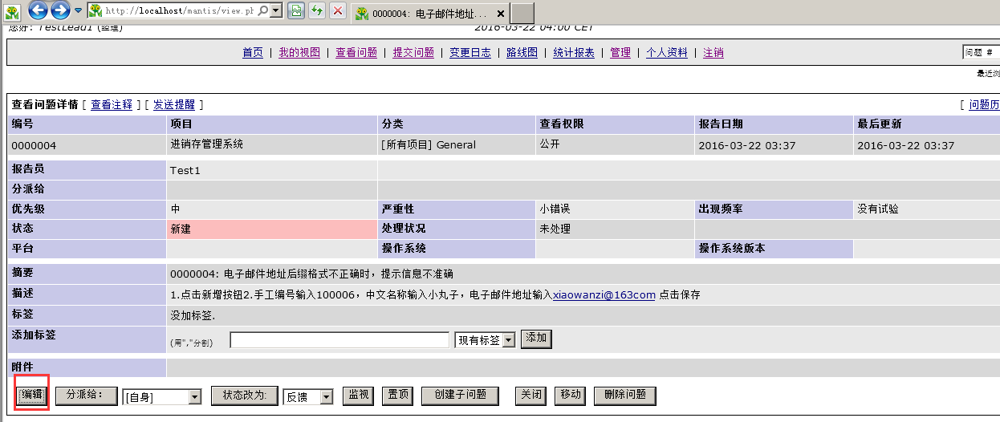 http://localhost/mantis/view.ph
0000004: 电子邮件地址...
您好: TestLead1 (经理) 2016-03-22 04:00 CET
首页 | 我的视图 | 查看问题 | 提交问题 | 变更日志 | 路线图 | 统计报表 | 管理 | 个人资料 | 注销 问题 #
最近浏
查看问题详情 [ 查看注释 ] [ 发送提醒 ] [ 问题历
编号 项目 分类 查看权限 报告日期 最后更新
0000004 进销存管理系统 [所有项目] General 公开 2016-03-22 03:37 2016-03-22 03:37
报告员 Test1
分派给
优先级 中 严重性 小错误 出现频率 没有试验
状态 新建 处理状况 未处理
平台 操作系统 操作系统版本
摘要 0000004: 电子邮件地址后缀格式不正确时，提示信息不准确
描述 1.点击新增按钮2.手工编号输入100006，中文名称输入小丸子，电子邮件地址输入xiaowanzi@163com 点击保存
标签 没加标签.
添加标签 (用","分割) 现有标签 添加
附件
编辑 分派给: [自身] 状态改为: 反馈 监视 置顶 创建子问题 关闭 移动 删除问题